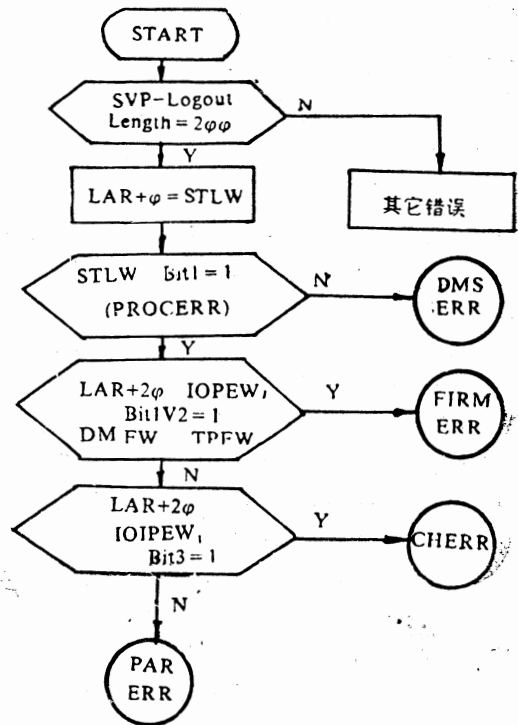 START
SVP-Logout
Length = 2φφ
N
Y
LAR+φ = STLW
其它错误
STLW Bit1 = 1
(PROCERR)
N
DMS
ERR
Y
LAR+2φ IOPEW,
Bit1V2 = 1
DM FW TPFW
Y
FIRM
ERR
N
LAR+2φ
IOIPEW,
Bit3 = 1
Y
CHERR
N
PAR
ERR